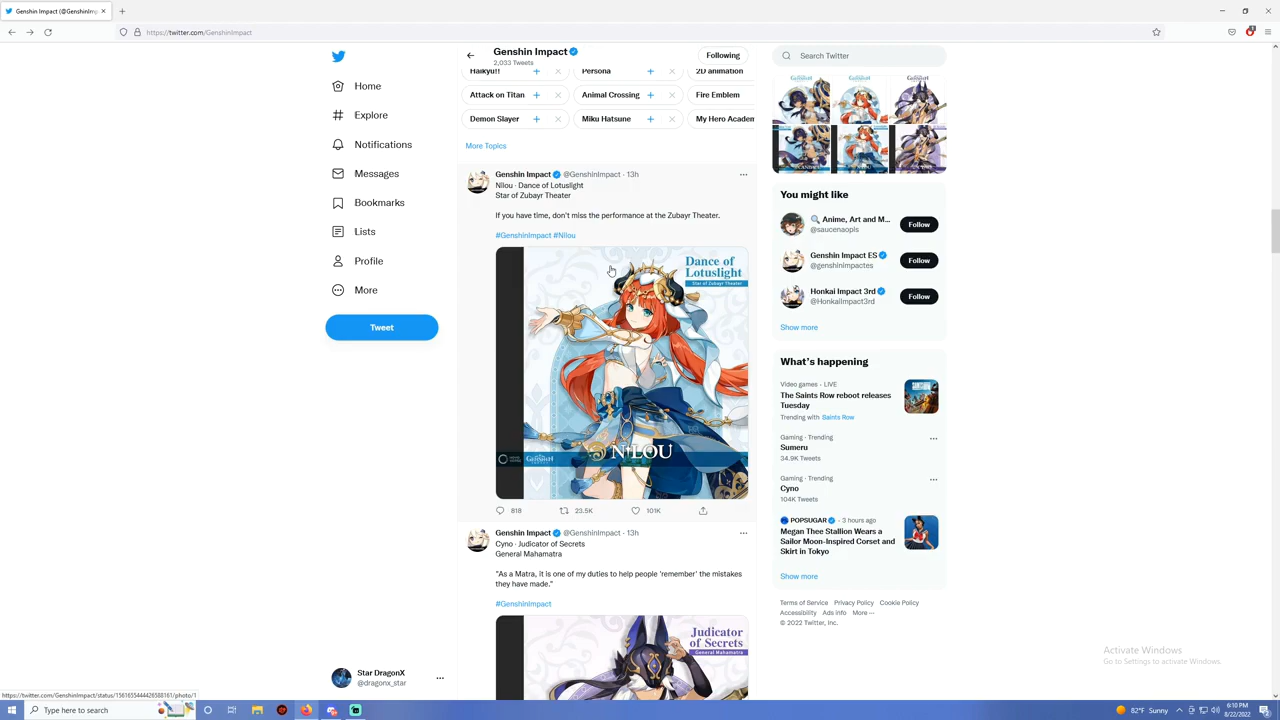 Genshin Impact (@GenshinImp
https://twitter.com/GenshinImpact
Genshin Impact
2,033 Tweets
Following
Search Twitter
Haikyu!!
Persona
2D animation
Attack on Titan
Animal Crossing
Fire Emblem
Demon Slayer
Miku Hatsune
My Hero Academ
More Topics
Home
Explore
Notifications
Messages
Bookmarks
Lists
Profile
More
Tweet
Genshin Impact @GenshinImpact · 13h
Nilou · Dance of Lotuslight
Star of Zubayr Theater
If you have time, don't miss the performance at the Zubayr Theater.
#GenshinImpact #Nilou
Dance of
Lotuslight
Star of Zubayr Theater
NILOU
GENSHIN
818
23.5K
101K
Genshin Impact @GenshinImpact · 13h
Cyno · Judicator of Secrets
General Mahamatra
"As a Matra, it is one of my duties to help people 'remember' the mistakes
they have made."
#GenshinImpact
Judicator
of Secrets
General Mahamatra
You might like
Anime, Art and M...
@saucenaopls
Follow
Genshin Impact ES
@genshinimpactes
Follow
Honkai Impact 3rd
@HonkaiImpact3rd
Follow
Show more
What's happening
Video games · LIVE
The Saints Row reboot releases
Tuesday
Trending with Saints Row
Gaming · Trending
Sumeru
34.9K Tweets
Gaming · Trending
Cyno
104K Tweets
POPSUGAR · 3 hours ago
Megan Thee Stallion Wears a
Sailor Moon-Inspired Corset and
Skirt in Tokyo
Show more
Terms of Service Privacy Policy Cookie Policy
Accessibility Ads info More ···
© 2022 Twitter, Inc.
Activate Windows
Go to Settings to activate Windows.
Star DragonX
@dragonx_star
https://twitter.com/GenshinImpact/status/1561655444426588161/photo/1
Type here to search
82°F Sunny
6:10 PM
8/22/2022